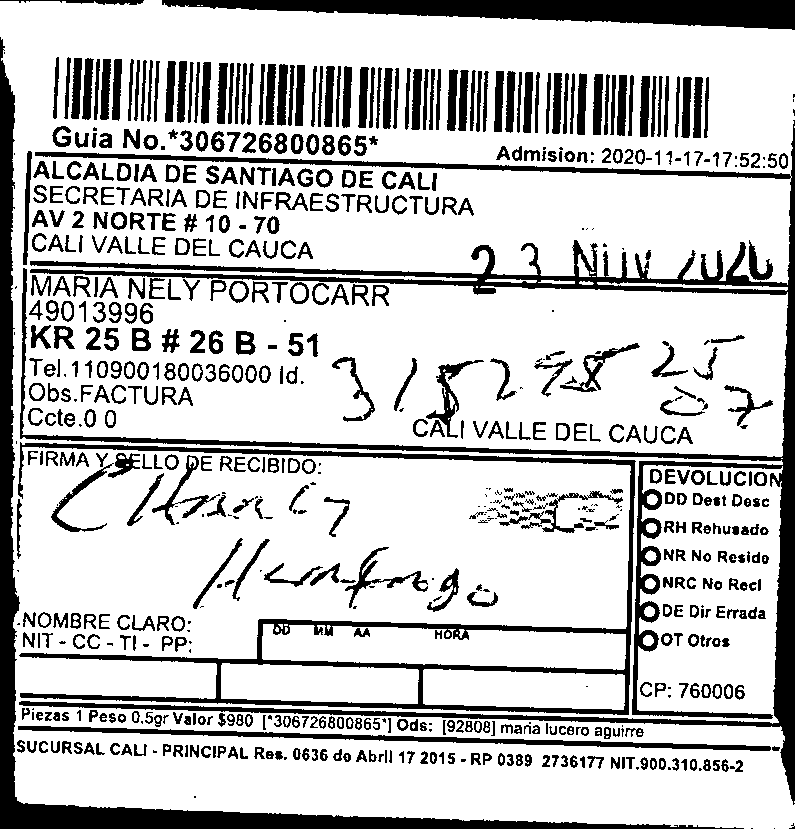 Guia No.*306726800865*
Admision: 2020-11-17-17:52:50
ALCALDIA DE SANTIAGO DE CALI
SECRETARIA DE INFRAESTRUCTURA
AV 2 NORTE # 10 - 70
CALI VALLE DEL CAUCA
23 NOV 2020
MARIA NELY PORTOCARR
49013996
KR 25 B # 26 B - 51
Tel.110900180036000 Id.
Obs.FACTURA
Ccte.0 0
315298 25
07
CALI VALLE DEL CAUCA
FIRMA Y SELLO DE RECIBIDO:
DEVOLUCION
DD Dest Desc
RH Rehusado
NR No Reside
NRC No Recl
DE Dir Errada
OT Otros
NOMBRE CLARO:
NIT - CC - TI - PP:
DD MM AA HORA
CP: 760006
Piezas 1 Peso 0.5gr Valor $980 [*306726800865*] Ods: [92808] maria lucero aguirre
SUCURSAL CALI - PRINCIPAL Res. 0636 de Abril 17 2015 - RP 0389 2736177 NIT.900.310.856-2